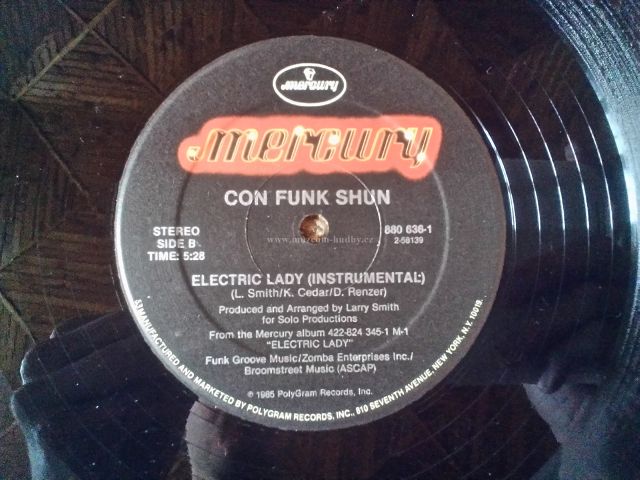 mercury
mercury
CON FUNK SHUN
STEREO
SIDE B
TIME: 5:28
880 636-1
2-58139
www.muzeum-hudby.cz
ELECTRIC LADY (INSTRUMENTAL)
(L. Smith/K. Cedar/D. Renzer)
Produced and Arranged by Larry Smith
for Solo Productions
From the Mercury album 422-824 345-1 M-1
"ELECTRIC LADY"
Funk Groove Music/Zomba Enterprises Inc./
Broomstreet Music (ASCAP)
℗ 1985 PolyGram Records, Inc.
53 MANUFACTURED AND MARKETED BY POLYGRAM RECORDS, INC., 810 SEVENTH AVENUE, NEW YORK, N.Y. 10019.